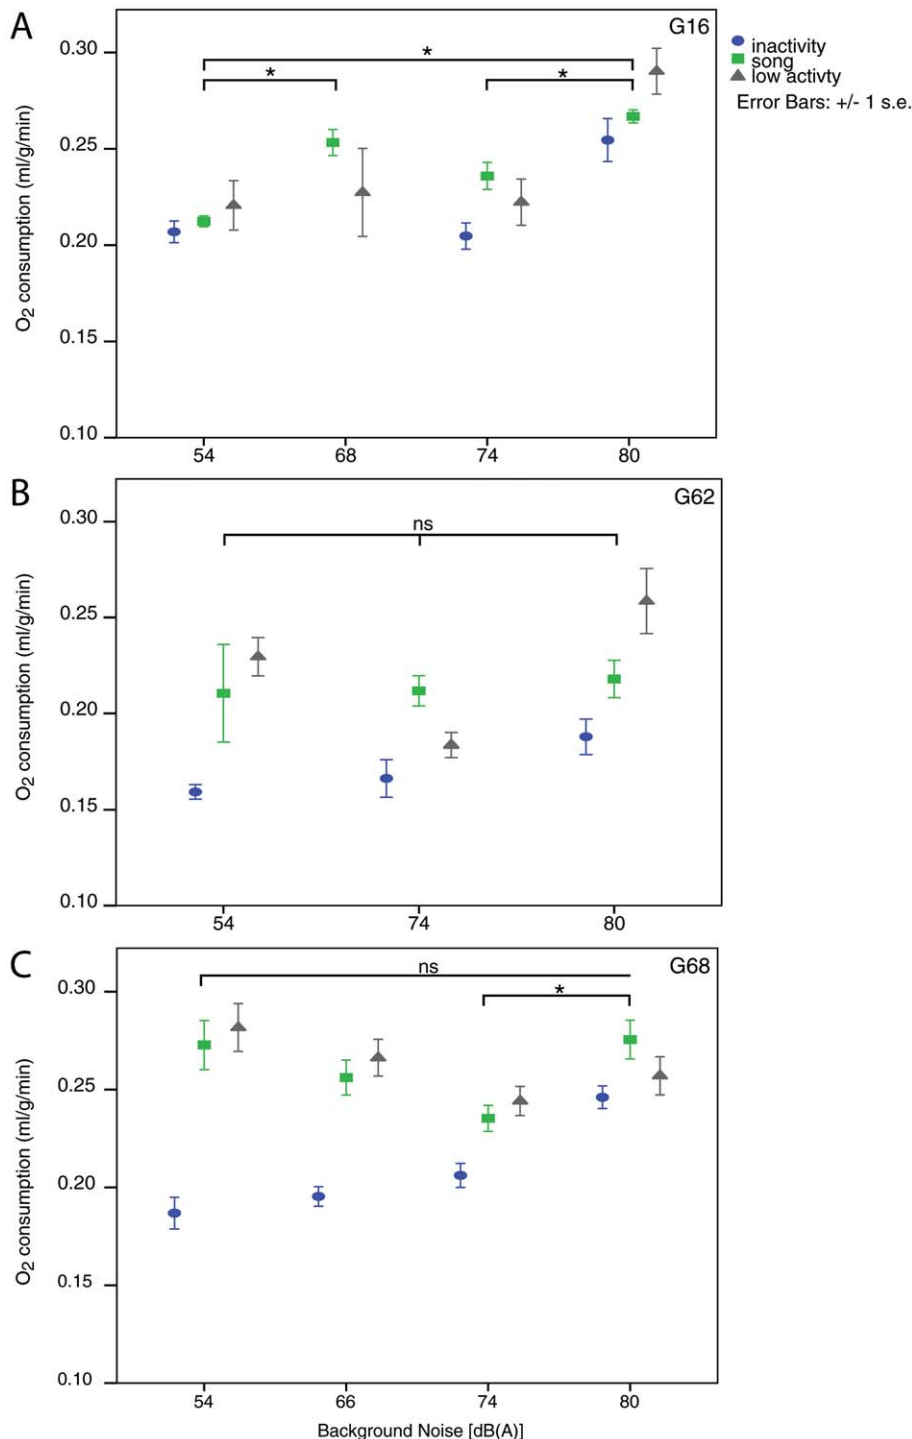 A
G16
inactivity
song
low activty
Error Bars: +/- 1 s.e.
O2 consumption (ml/g/min)
0.30
0.25
0.20
0.15
0.10
*
*
*
54 68 74 80
B
G62
O2 consumption (ml/g/min)
0.30
0.25
0.20
0.15
0.10
ns
54 74 80
C
G68
O2 consumption (ml/g/min)
0.30
0.25
0.20
0.15
0.10
ns
*
54 66 74 80
Background Noise [dB(A)]